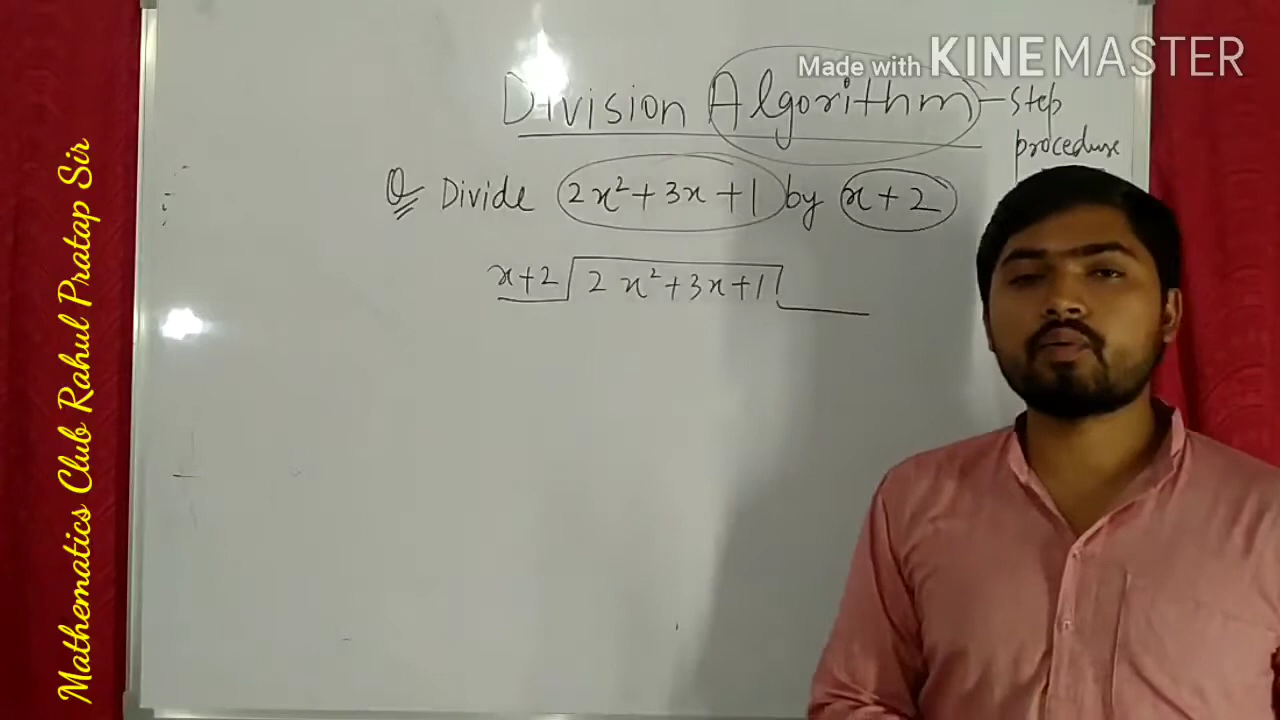 Made with KINEMASTER
Division Algorithm - step
procedure
Q Divide 2x²+3x+1 by x+2
x+2 2x²+3x+1
Mathematics Club Rahul Pratap Sir